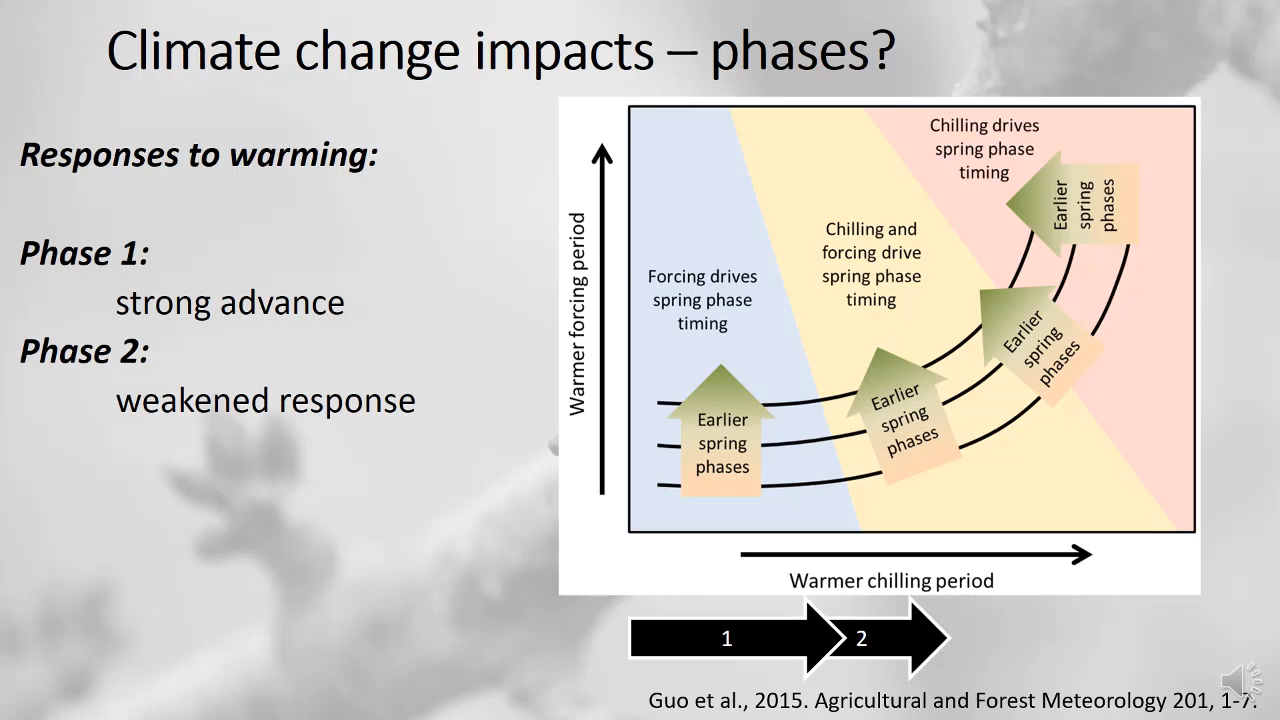 Climate change impacts – phases?
Responses to warming:
Phase 1:
strong advance
Phase 2:
weakened response
Warmer forcing period
Forcing drives
spring phase
timing
Chilling and
forcing drive
spring phase
timing
Chilling drives
spring phase
timing
Earlier
spring
phases
Earlier
spring
phases
Earlier
spring
phases
Earlier
spring
phases
Warmer chilling period
1
2
Guo et al., 2015. Agricultural and Forest Meteorology 201, 1-7.